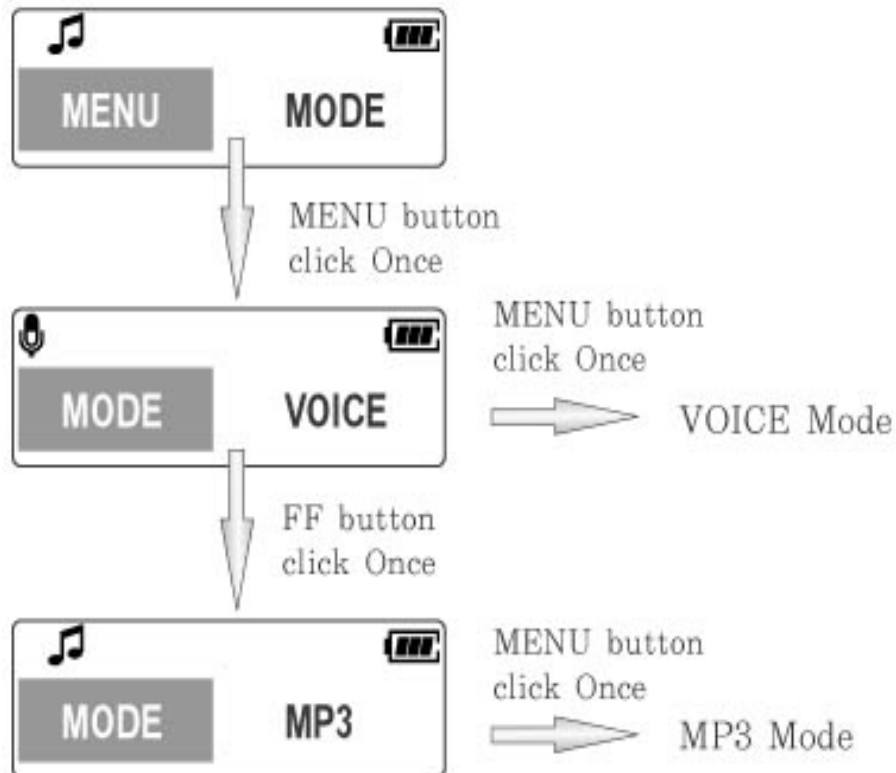 MENU MODE
MENU button
click Once
MODE VOICE
MENU button
click Once
VOICE Mode
FF button
click Once
MODE MP3
MENU button
click Once
MP3 Mode